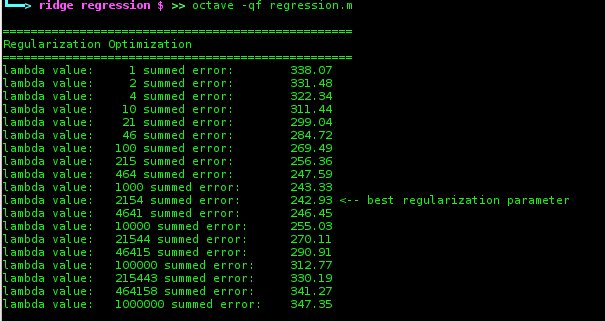 ridge regression $ >> octave -qf regression.m
==================================================
Regularization Optimization
==================================================
lambda value: 1 summed error: 338.07
lambda value: 2 summed error: 331.48
lambda value: 4 summed error: 322.34
lambda value: 10 summed error: 311.44
lambda value: 21 summed error: 299.04
lambda value: 46 summed error: 284.72
lambda value: 100 summed error: 269.49
lambda value: 215 summed error: 256.36
lambda value: 464 summed error: 247.59
lambda value: 1000 summed error: 243.33
lambda value: 2154 summed error: 242.93 <-- best regularization parameter
lambda value: 4641 summed error: 246.45
lambda value: 10000 summed error: 255.03
lambda value: 21544 summed error: 270.11
lambda value: 46415 summed error: 290.91
lambda value: 100000 summed error: 312.77
lambda value: 215443 summed error: 330.19
lambda value: 464158 summed error: 341.27
lambda value: 1000000 summed error: 347.35